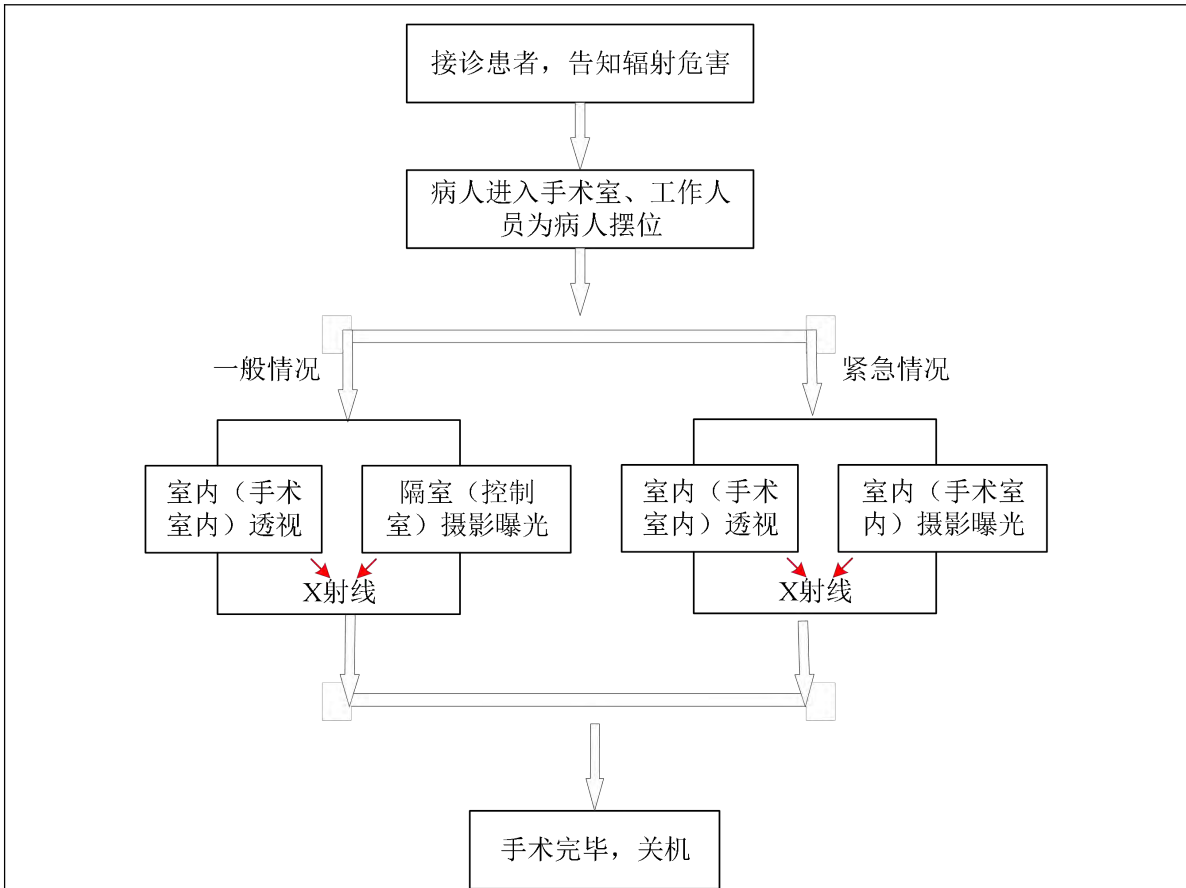 接诊患者，告知辐射危害
病人进入手术室、工作人
员为病人摆位
一般情况
紧急情况
室内（手术
室内）透视
隔室（控制
室）摄影曝光
X射线
室内（手术
室内）透视
室内（手术室
内）摄影曝光
X射线
手术完毕，关机